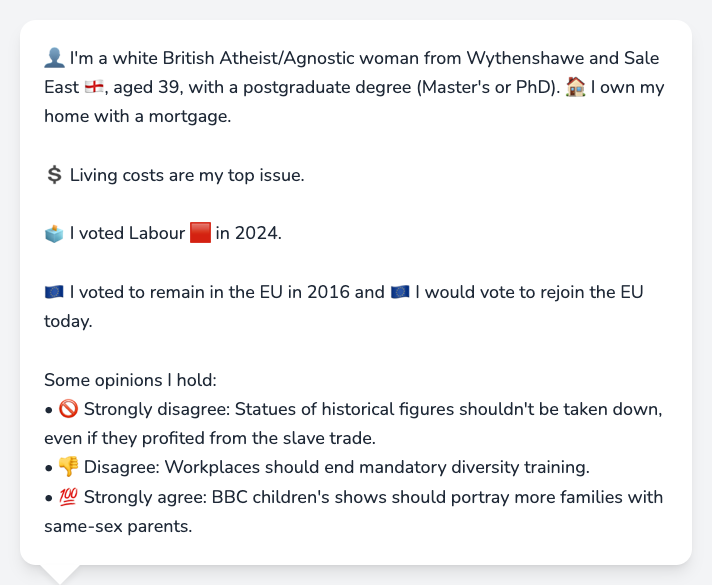 👤 I'm a white British Atheist/Agnostic woman from Wythenshawe and Sale
East 🏴󠁧󠁢󠁥󠁮󠁧󠁿, aged 39, with a postgraduate degree (Master's or PhD). 🏠 I own my
home with a mortgage.
💲 Living costs are my top issue.
🗳️ I voted Labour 🟥 in 2024.
🇪🇺 I voted to remain in the EU in 2016 and 🇪🇺 I would vote to rejoin the EU
today.
Some opinions I hold:
• 🚫 Strongly disagree: Statues of historical figures shouldn't be taken down,
even if they profited from the slave trade.
• 👎 Disagree: Workplaces should end mandatory diversity training.
• 💯 Strongly agree: BBC children's shows should portray more families with
same-sex parents.